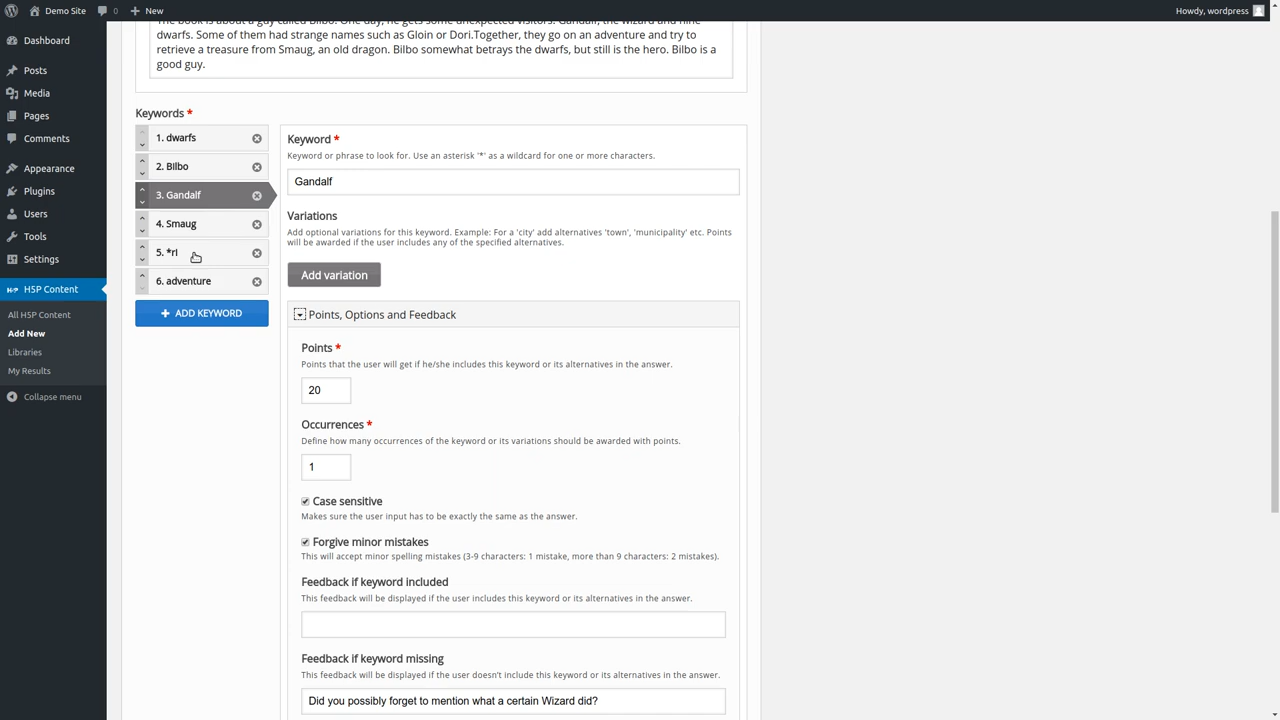 Demo Site
0
New
Howdy, wordpress
Dashboard
Posts
Media
Pages
Comments
Appearance
Plugins
Users
Tools
Settings
H5P Content
All H5P Content
Add New
Libraries
My Results
Collapse menu
The book is about a guy called Bilbo. One day, he gets some unexpected visitors. Gandalf, the wizard and nine
dwarfs. Some of them had strange names such as Gloin or Dori.Together, they go on an adventure and try to
retrieve a treasure from Smaug, an old dragon. Bilbo somewhat betrays the dwarfs, but still is the hero. Bilbo is a
good guy.
Keywords *
1. dwarfs
2. Bilbo
3. Gandalf
4. Smaug
5. *ri
6. adventure
ADD KEYWORD
Keyword *
Keyword or phrase to look for. Use an asterisk '*' as a wildcard for one or more characters.
Gandalf
Variations
Add optional variations for this keyword. Example: For a 'city' add alternatives 'town', 'municipality' etc. Points
will be awarded if the user includes any of the specified alternatives.
Add variation
Points, Options and Feedback
Points *
Points that the user will get if he/she includes this keyword or its alternatives in the answer.
20
Occurrences *
Define how many occurrences of the keyword or its variations should be awarded with points.
1
Case sensitive
Makes sure the user input has to be exactly the same as the answer.
Forgive minor mistakes
This will accept minor spelling mistakes (3-9 characters: 1 mistake, more than 9 characters: 2 mistakes).
Feedback if keyword included
This feedback will be displayed if the user includes this keyword or its alternatives in the answer.
Feedback if keyword missing
This feedback will be displayed if the user doesn't include this keyword or its alternatives in the answer.
Did you possibly forget to mention what a certain Wizard did?